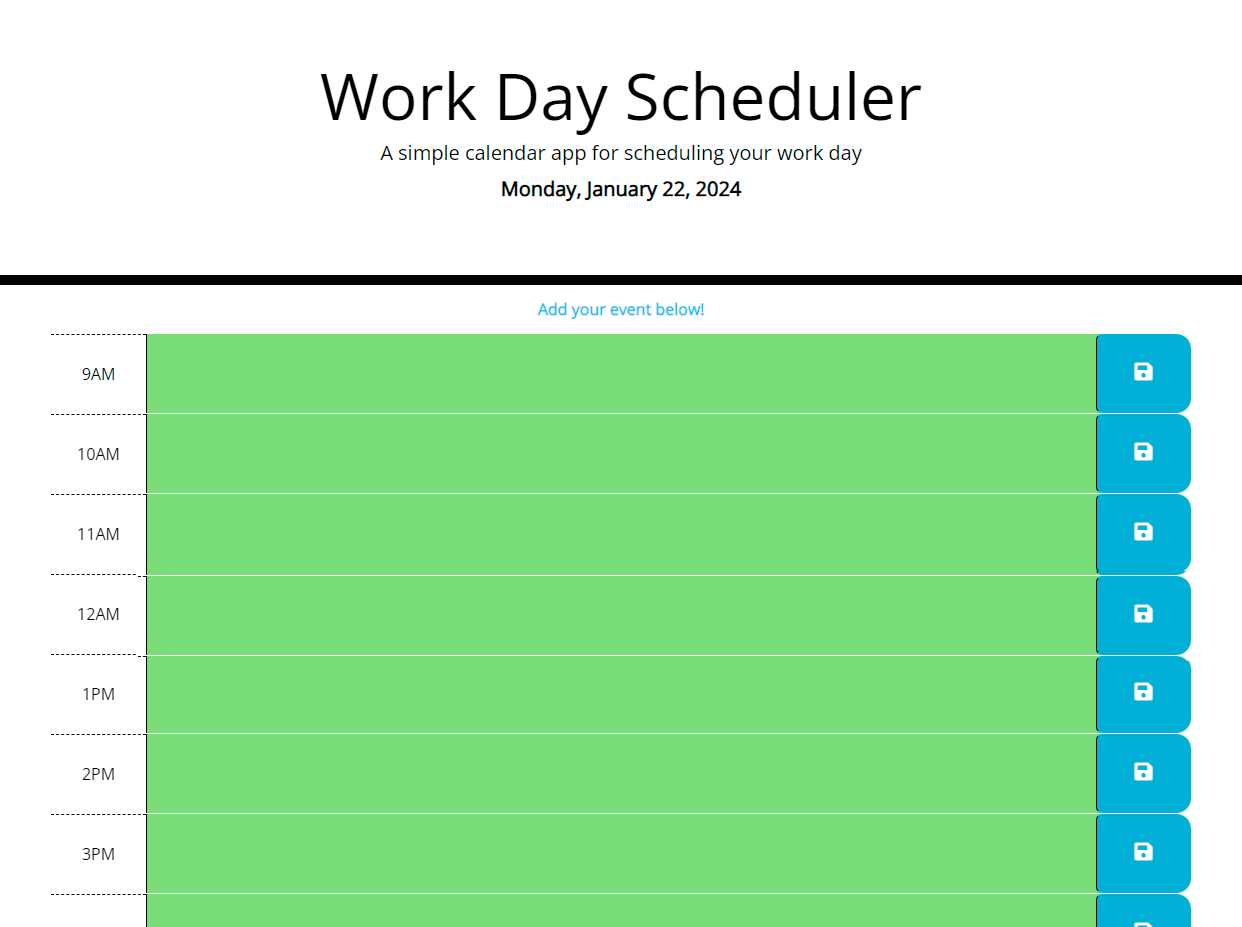 Work Day Scheduler
A simple calendar app for scheduling your work day
Monday, January 22, 2024
Add your event below!
9AM
10AM
11AM
12AM
1PM
2PM
3PM